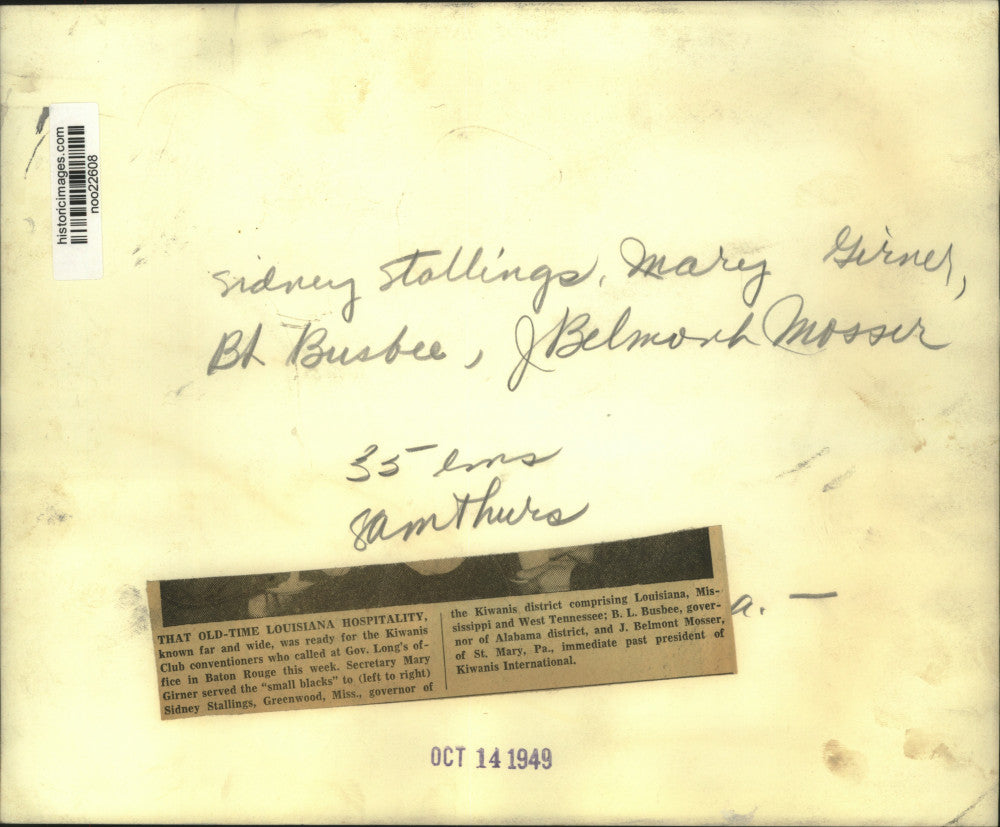 historicimages.com
noo22608
Sidney Stallings, Mary Girner,
BL Busbee, J Belmont Mosser
35 ems
8am Thurs
THAT OLD-TIME LOUISIANA HOSPITALITY,
known far and wide, was ready for the Kiwanis
Club conventioners who called at Gov. Long's of-
fice in Baton Rouge this week. Secretary Mary
Girner served the "small blacks" to (left to right)
Sidney Stallings, Greenwood, Miss., governor of
the Kiwanis district comprising Louisiana, Mis-
sissippi and West Tennessee; B. L. Busbee, gover-
nor of Alabama district, and J. Belmont Mosser,
of St. Mary, Pa., immediate past president of
Kiwanis International.
a. —
OCT 14 1949